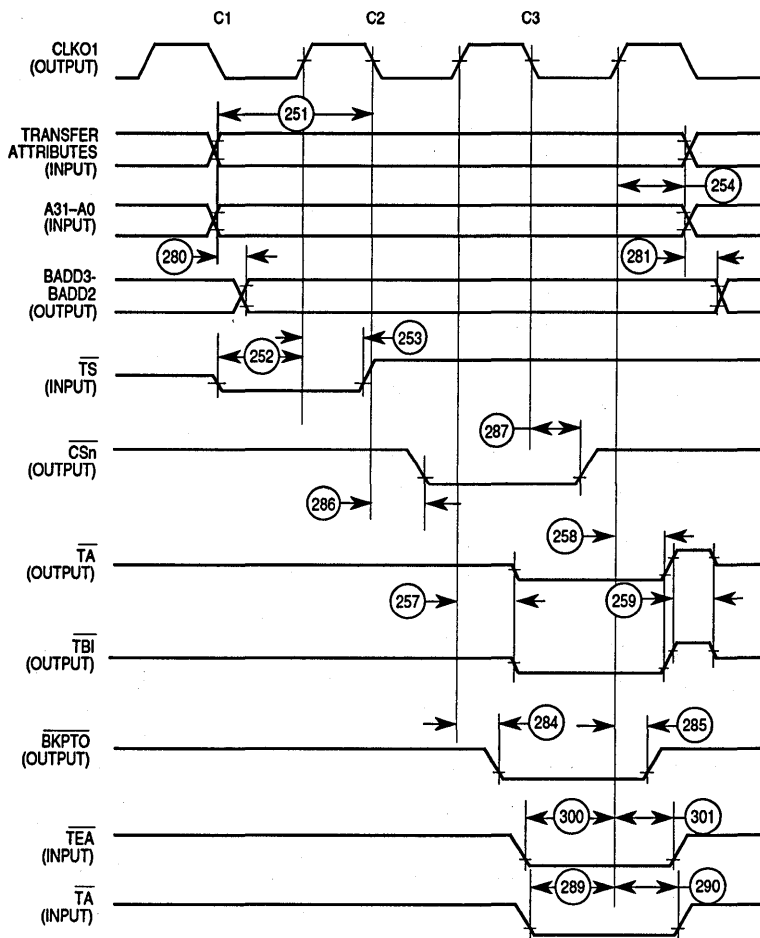 C1 C2 C3
CLKO1
(OUTPUT)
251
TRANSFER
ATTRIBUTES
(INPUT)
254
A31–A0
(INPUT)
280 281
BADD3-
BADD2
(OUTPUT)
252 253
TS
(INPUT)
287
CSn
(OUTPUT)
286
258
TA
(OUTPUT)
257 259
TBI
(OUTPUT)
284 285
BKPTO
(OUTPUT)
300 301
TEA
(INPUT)
289 290
TA
(INPUT)